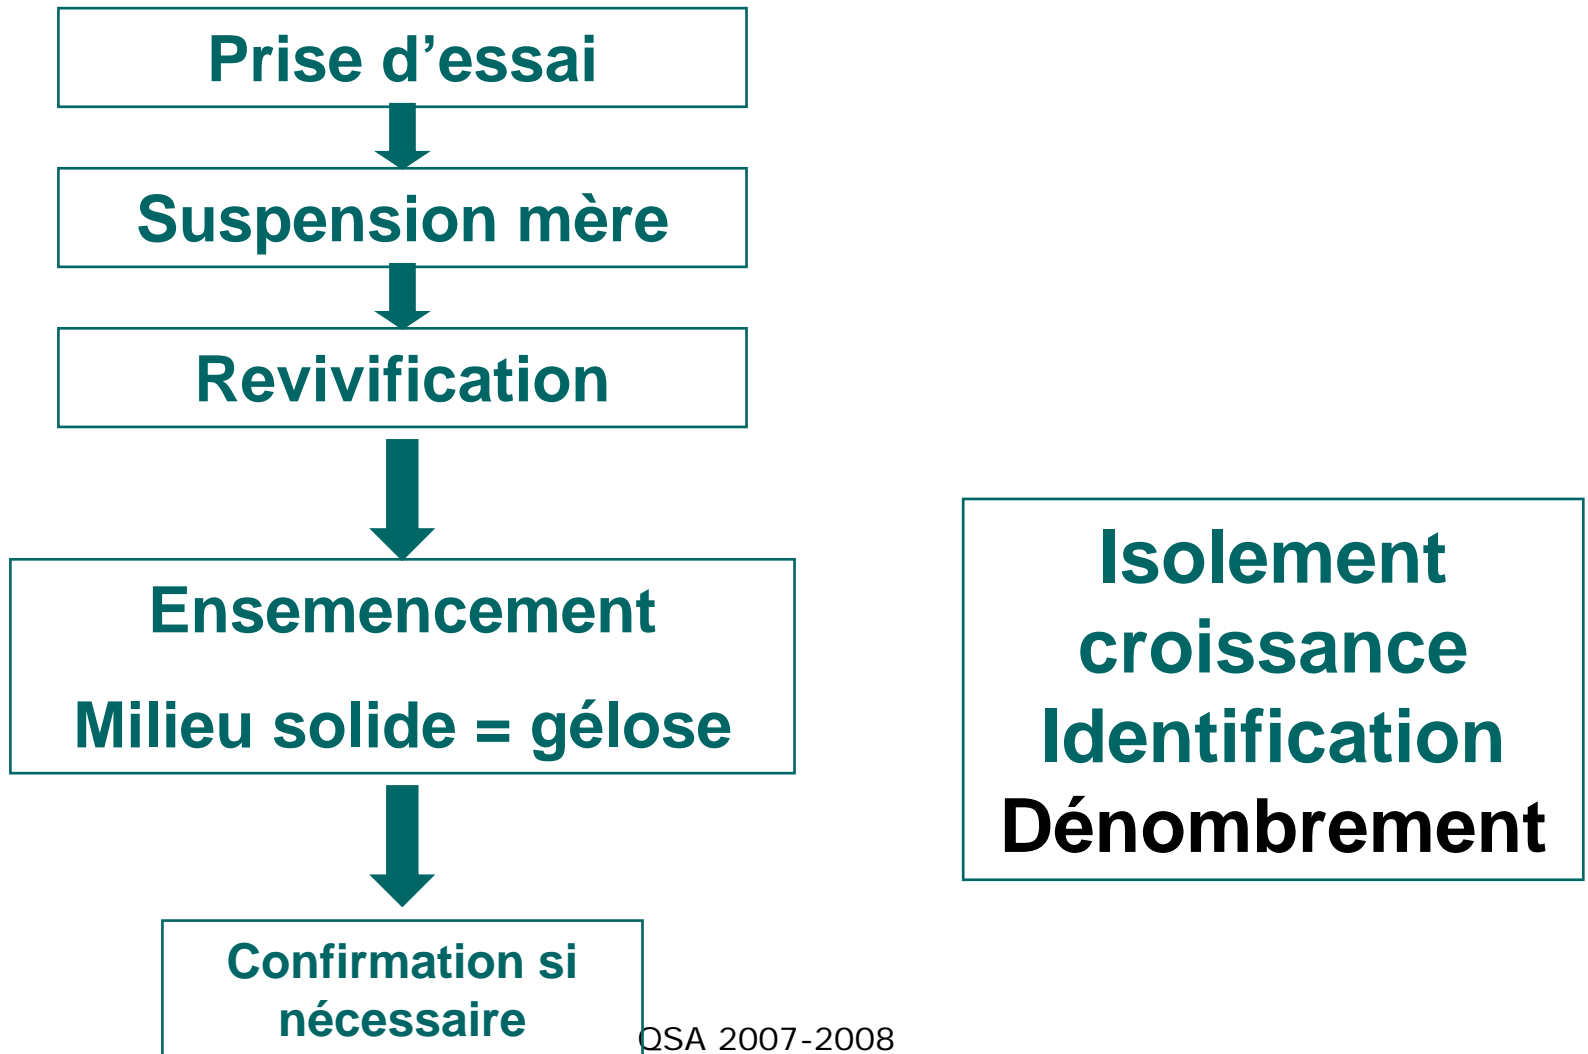 Prise d’essai
Suspension mère
Revivification
Ensemencement
Milieu solide = gélose
Isolement
croissance
Identification
Dénombrement
Confirmation si
nécessaire
QSA 2007-2008